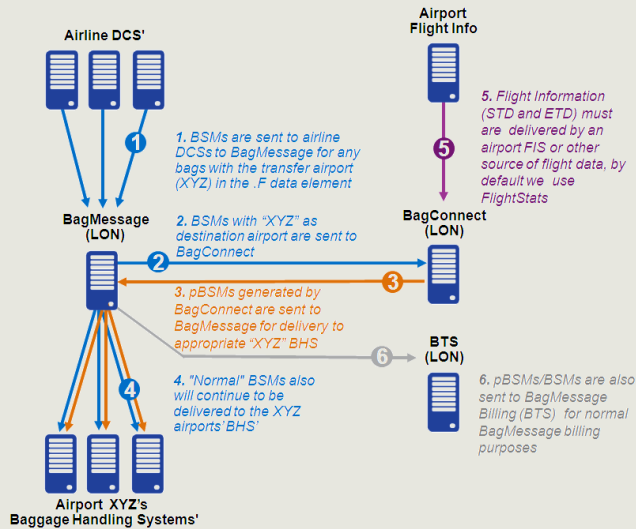 Airline DCS'
Airport
Flight Info
1
1. BSMs are sent to airline
DCSs to BagMessage for any
bags with the transfer airport
(XYZ) in the .F data element
5
5. Flight Information
(STD and ETD) must
are delivered by an
airport FIS or other
source of flight data, by
default we use
FlightStats
BagMessage
(LON)
2. BSMs with “XYZ” as
destination airport are sent to
BagConnect
BagConnect
(LON)
2
3
3. pBSMs generated by
BagConnect are sent to
BagMessage for delivery to
appropriate “XYZ” BHS
BTS
(LON)
6
4
4. "Normal" BSMs also
will continue to be
delivered to the XYZ
airports' BHS’
6. pBSMs/BSMs are also
sent to BagMessage
Billing (BTS) for normal
BagMessage billing
purposes
Airport XYZ’s
Baggage Handling Systems'